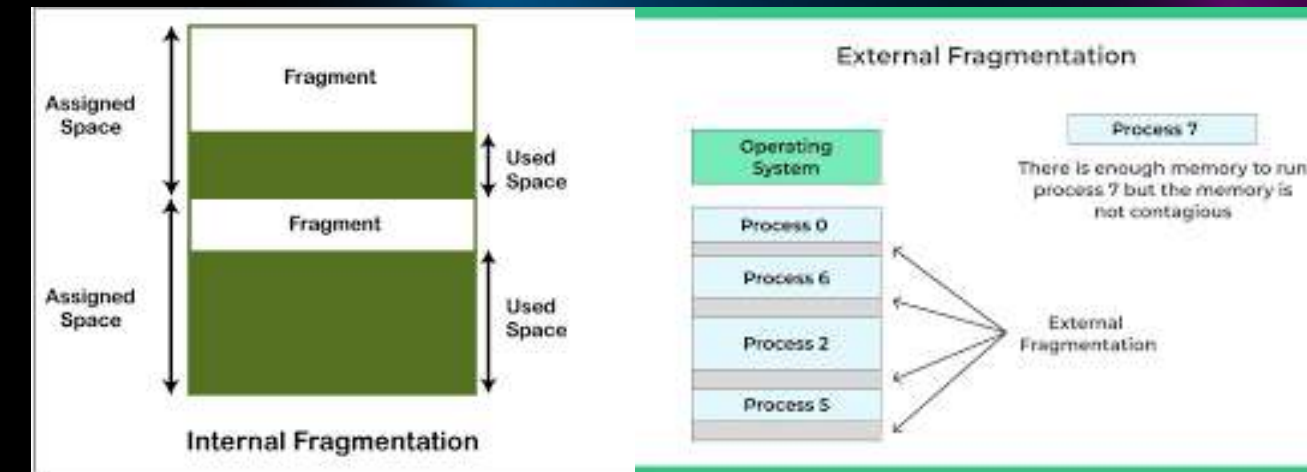 Fragment
Assigned
Space
Used
Space
Fragment
Assigned
Space
Used
Space
Internal Fragmentation
External Fragmentation
Operating
System
Process 7
There is enough memory to run
process 7 but the memory is
not contagious
Process 0
Process 6
Process 2
Process 5
External
Fragmentation